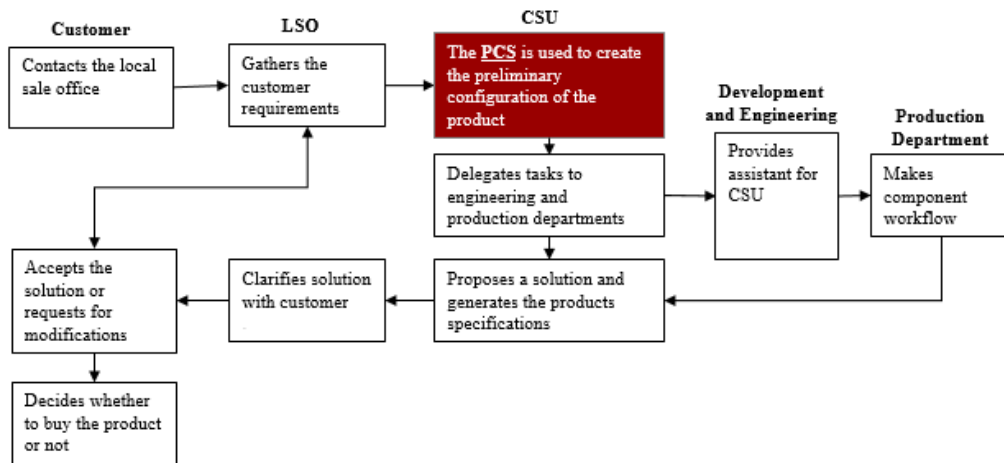 Customer
LSO
CSU
Contacts the local
sale office
Gathers the
customer
requirements
The PCS is used to create
the preliminary
configuration of the
product
Development
and Engineering
Production
Department
Delegates tasks to
engineering and
production departments
Provides
assistant for
CSU
Makes
component
workflow
Accepts the
solution or
requests for
modifications
Clarifies solution
with customer
Proposes a solution and
generates the products
specifications
Decides whether
to buy the product
or not